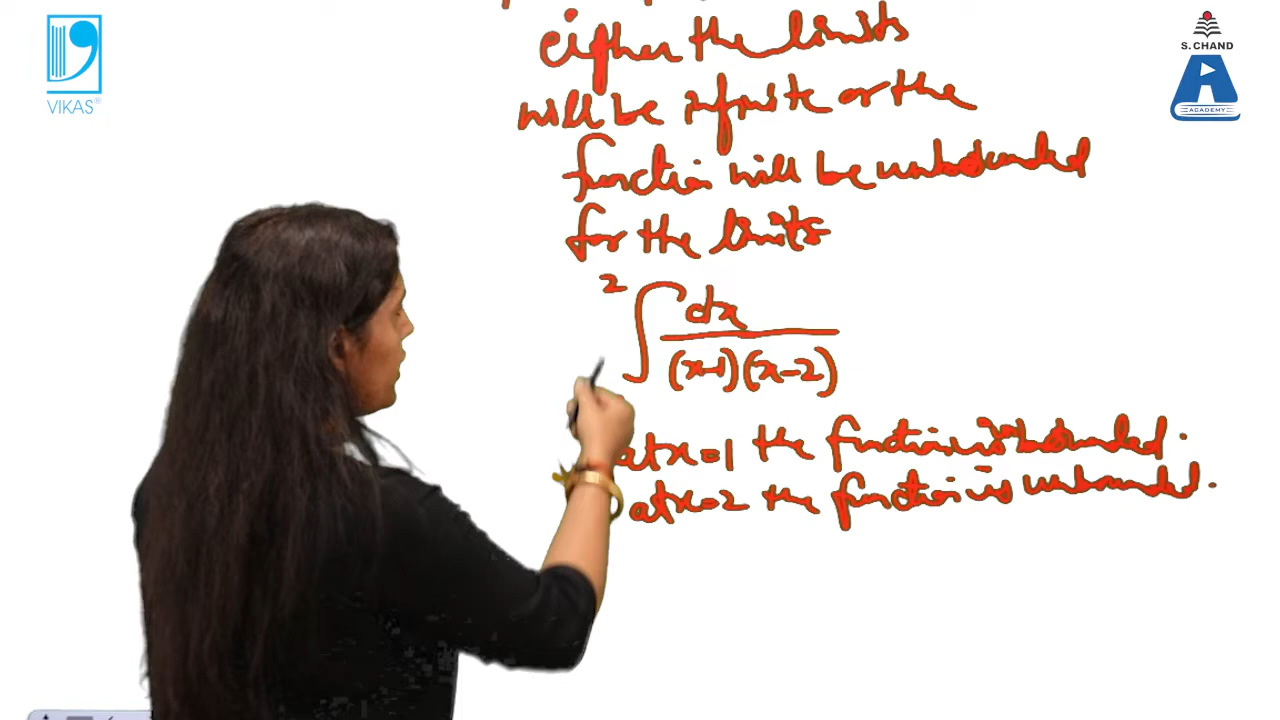 VIKAS®
S. CHAND
ACADEMY
either the limits
will be infinite or the
function will be unbounded
for the limits
2
∫ dx
(x-1)(x-2)
at x=1 the function is bounded.
at x=2 the function is unbounded.